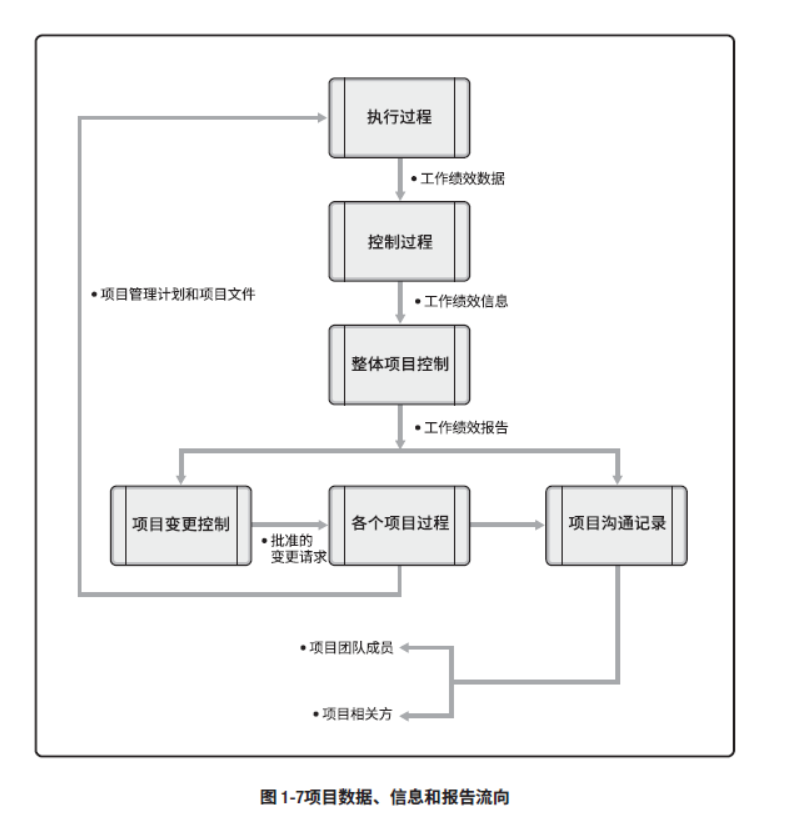 执行过程
• 工作绩效数据
控制过程
• 项目管理计划和项目文件
• 工作绩效信息
整体项目控制
• 工作绩效报告
项目变更控制
• 批准的
变更请求
各个项目过程
项目沟通记录
• 项目团队成员
• 项目相关方
图 1-7项目数据、信息和报告流向